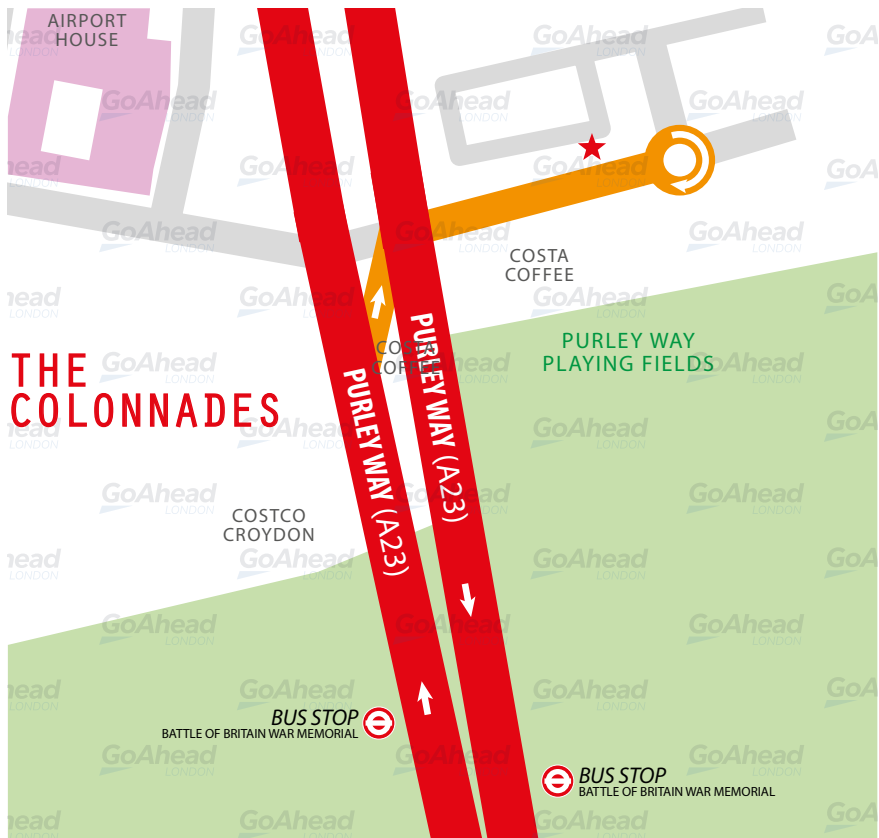 AIRPORT
HOUSE
COSTA
COFFEE
PURLEY WAY
PLAYING FIELDS
COSTA
COFFEE
PURLEY WAY (A23)
PURLEY WAY (A23)
THE
COLONNADES
COSTCO
CROYDON
BUS STOP
BATTLE OF BRITAIN WAR MEMORIAL
BUS STOP
BATTLE OF BRITAIN WAR MEMORIAL
GoAhead
LONDON